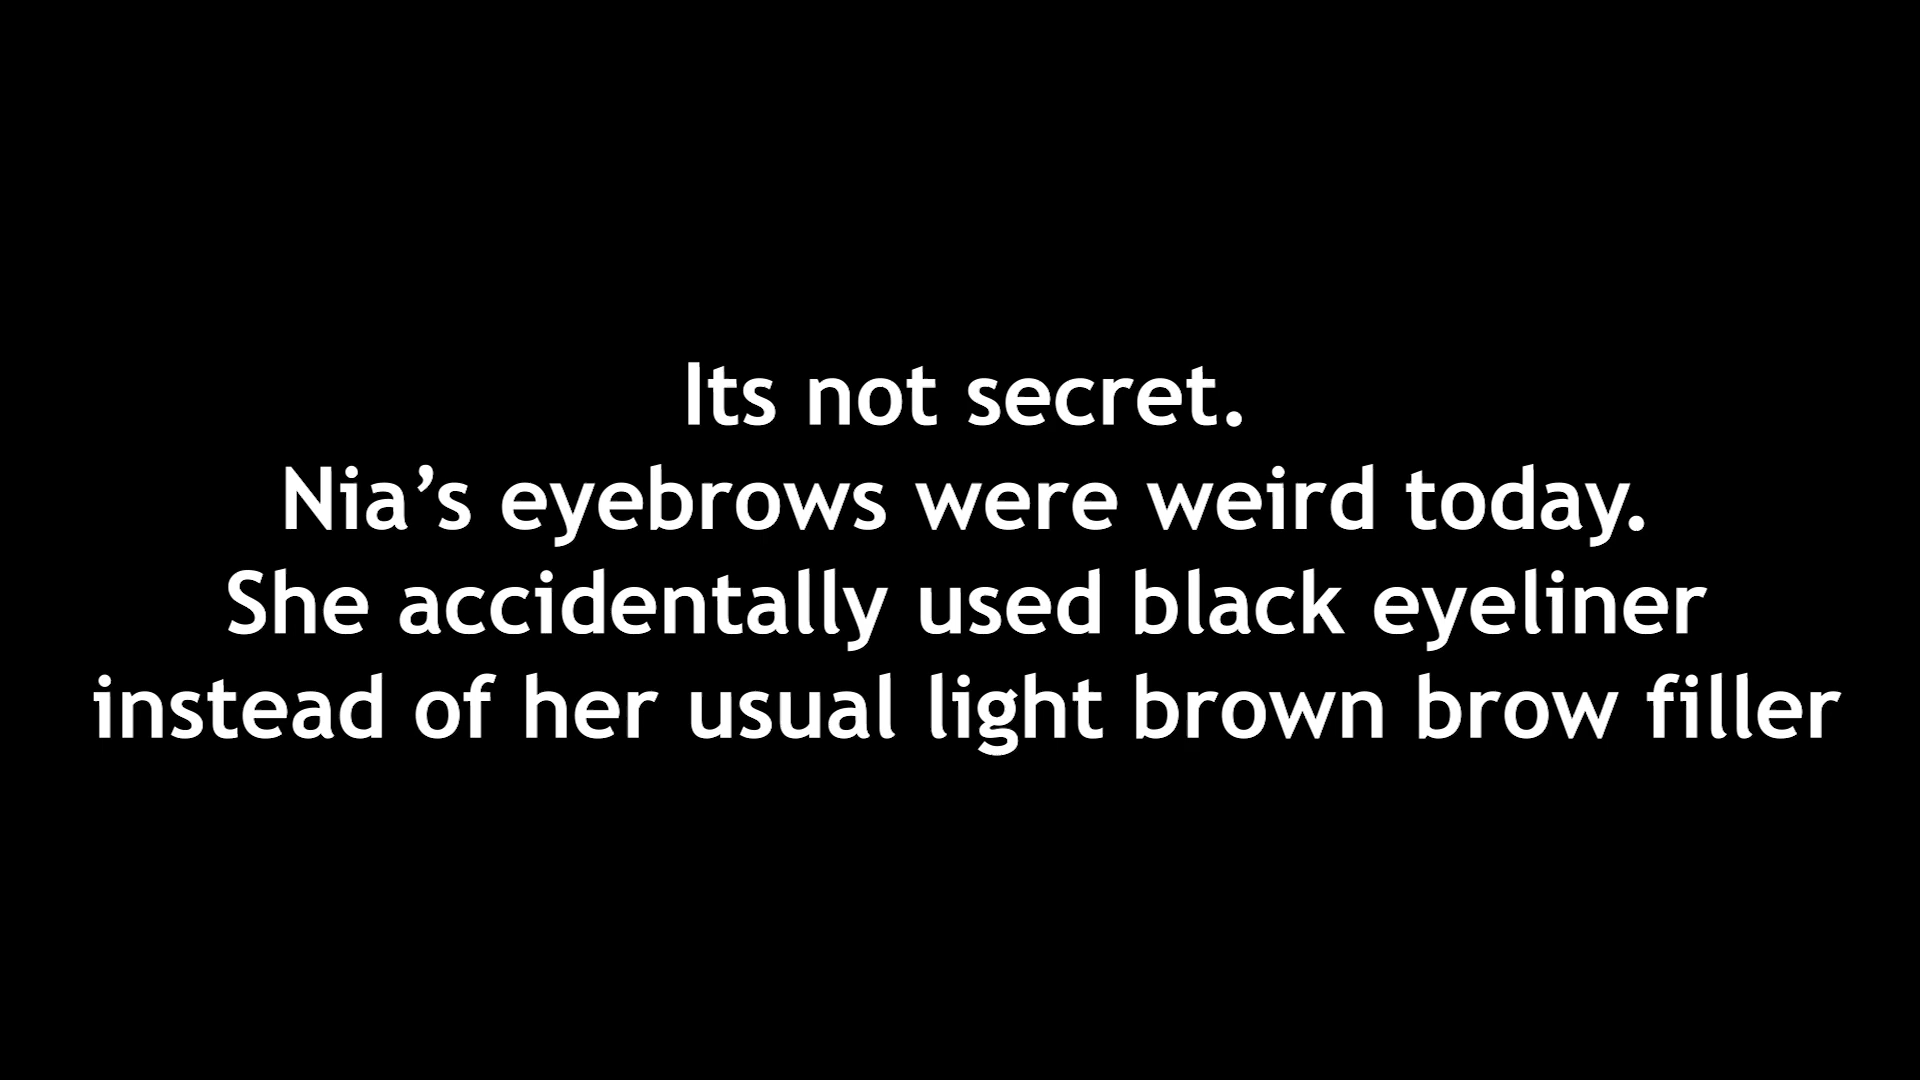 Its not secret.
Nia’s eyebrows were weird today.
She accidentally used black eyeliner
instead of her usual light brown brow filler